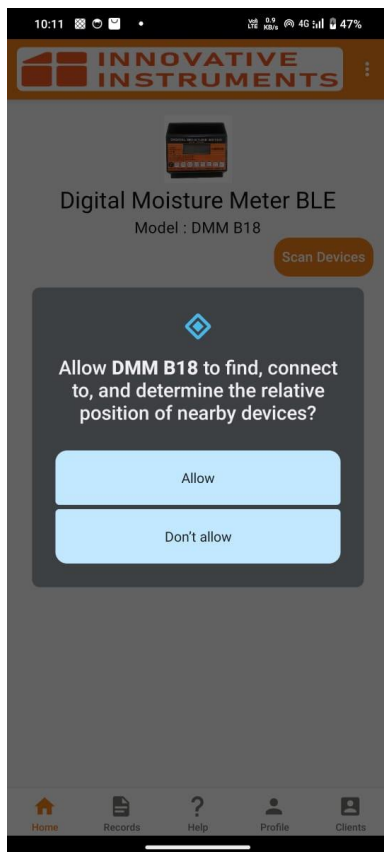 10:11
Vo) LTE 0.9 KB/s 4G 47%
INNOVATIVE
INSTRUMENTS
Digital Moisture Meter BLE
Model : DMM B18
Scan Devices
Allow DMM B18 to find, connect
to, and determine the relative
position of nearby devices?
Allow
Don't allow
Home Records Help Profile Clients